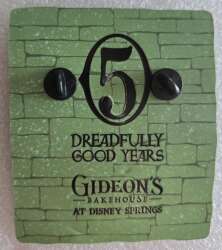 5
DREADFULLY
GOOD YEARS
GIDEON'S
BAKEHOUSE
AT DISNEY SPRINGS